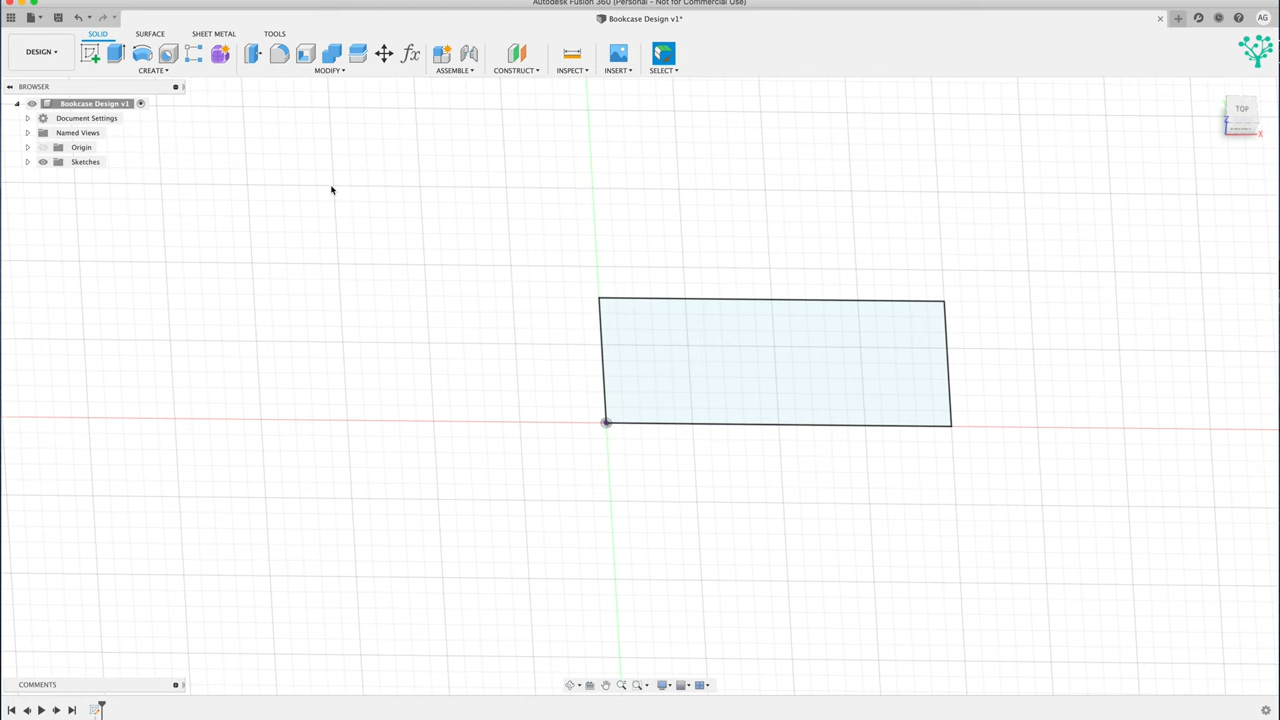 Autodesk Fusion 360 (Personal - Not for Commercial Use)
Bookcase Design v1*
AG
DESIGN
SOLID
SURFACE
SHEET METAL
TOOLS
CREATE
MODIFY
ASSEMBLE
CONSTRUCT
INSPECT
INSERT
SELECT
BROWSER
Bookcase Design v1
Document Settings
Named Views
Origin
Sketches
TOP
Z
X
COMMENTS